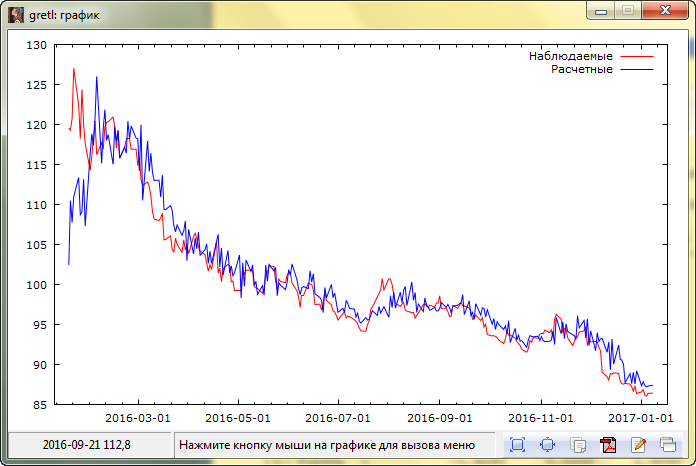 gretl: график
130
125
120
115
110
105
100
95
90
85
Наблюдаемые
Расчетные
2016-03-01 2016-05-01 2016-07-01 2016-09-01 2016-11-01 2017-01-01
2016-09-21 112,8 Нажмите кнопку мыши на графике для вызова меню